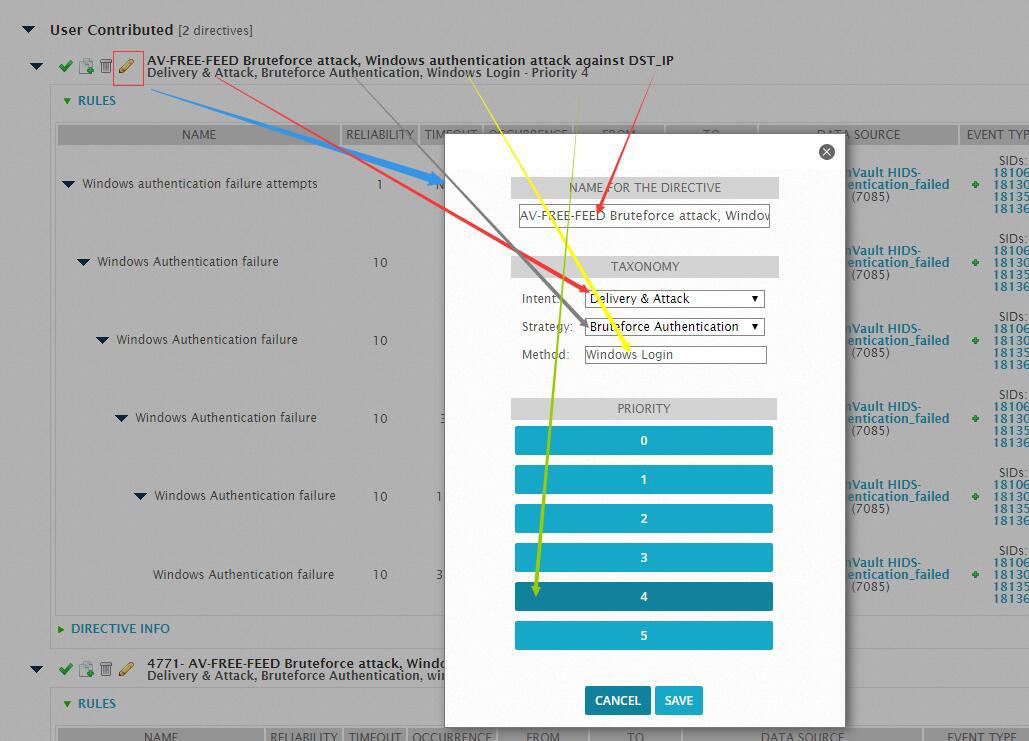 User Contributed [2 directives]
AV-FREE-FEED Bruteforce attack, Windows authentication attack against DST_IP
Delivery & Attack, Bruteforce Authentication, Windows Login - Priority 4
RULES
NAME RELIABILITY TIMEOUT OCCURRENCE FROM TO DATA SOURCE EVENT TYP
NAME FOR THE DIRECTIVE
AV-FREE-FEED Bruteforce attack, Window
TAXONOMY
Intent: Delivery & Attack
Strategy: Bruteforce Authentication
Method: Windows Login
PRIORITY
0
1
2
3
4
5
CANCEL SAVE
Windows authentication failure attempts 1 N
nVault HIDS-
entication_failed
(7085)
SIDs:
18106
18130
18135
18136
Windows Authentication failure 10
nVault HIDS-
entication_failed
(7085)
SIDs:
18106
18130
18135
18136
Windows Authentication failure 10
nVault HIDS-
entication_failed
(7085)
SIDs:
18106
18130
18135
18136
Windows Authentication failure 10 3
nVault HIDS-
entication_failed
(7085)
SIDs:
18106
18130
18135
18136
Windows Authentication failure 10 1
nVault HIDS-
entication_failed
(7085)
SIDs:
18106
18130
18135
18136
Windows Authentication failure 10 3
nVault HIDS-
entication_failed
(7085)
SIDs:
18106
18130
18135
18136
DIRECTIVE INFO
4771- AV-FREE-FEED Bruteforce attack, Windo
Delivery & Attack, Bruteforce Authentication, win
RULES
NAME RELIABILITY TIMEOUT OCCURRENCE FROM TO DATA SOURCE EVENT TYPE